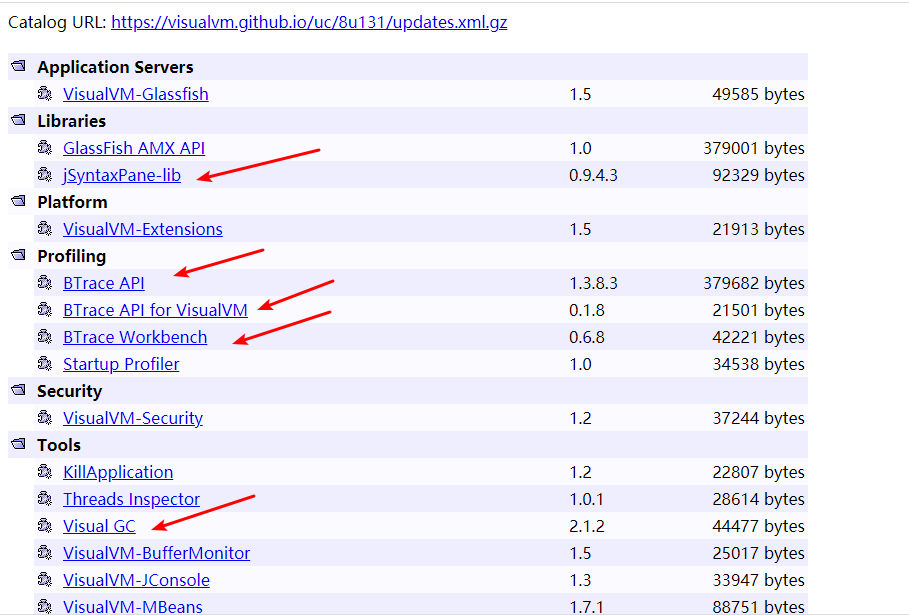 Catalog URL: https://visualvm.github.io/uc/8u131/updates.xml.gz
Application Servers
VisualVM-Glassfish 1.5 49585 bytes
Libraries
GlassFish AMX API 1.0 379001 bytes
jSyntaxPane-lib 0.9.4.3 92329 bytes
Platform
VisualVM-Extensions 1.5 21913 bytes
Profiling
BTrace API 1.3.8.3 379682 bytes
BTrace API for VisualVM 0.1.8 21501 bytes
BTrace Workbench 0.6.8 42221 bytes
Startup Profiler 1.0 34538 bytes
Security
VisualVM-Security 1.2 37244 bytes
Tools
KillApplication 1.2 22807 bytes
Threads Inspector 1.0.1 28614 bytes
Visual GC 2.1.2 44477 bytes
VisualVM-BufferMonitor 1.5 25017 bytes
VisualVM-JConsole 1.3 33947 bytes
VisualVM-MBeans 1.7.1 88751 bytes